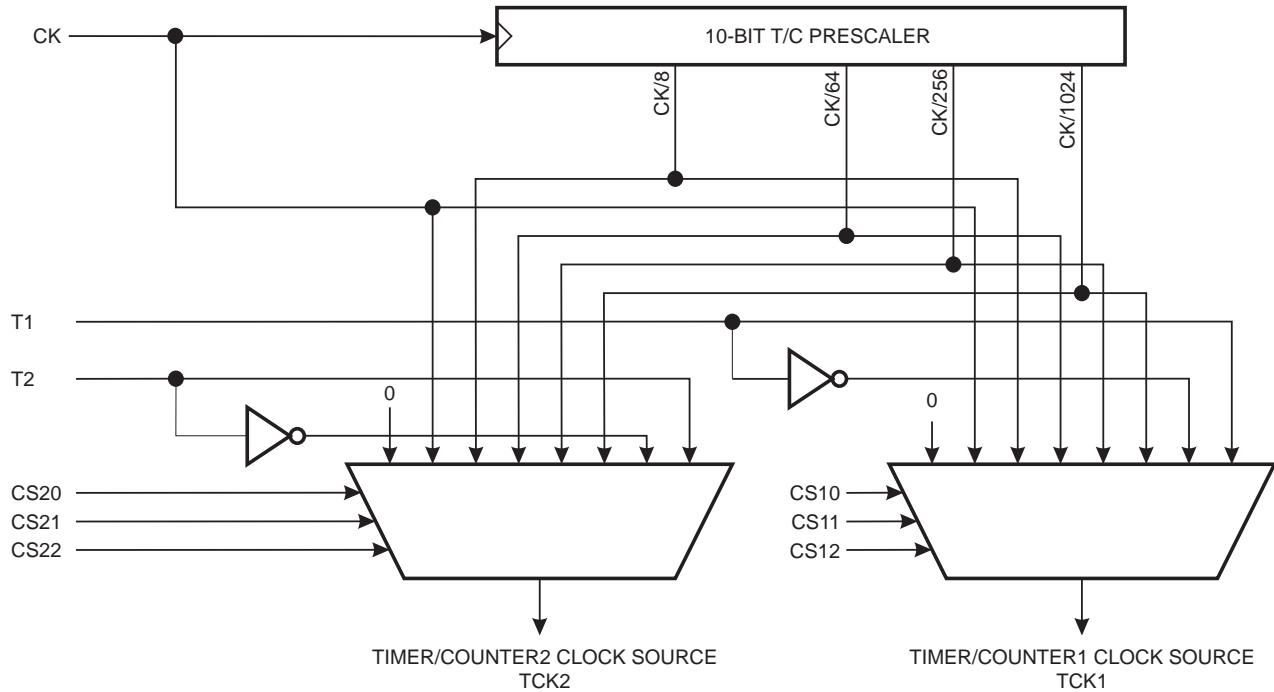 CK
10-BIT T/C PRESCALER
CK/8
CK/64
CK/256
CK/1024
T1
T2
0
0
CS20
CS21
CS22
CS10
CS11
CS12
TIMER/COUNTER2 CLOCK SOURCE
TCK2
TIMER/COUNTER1 CLOCK SOURCE
TCK1